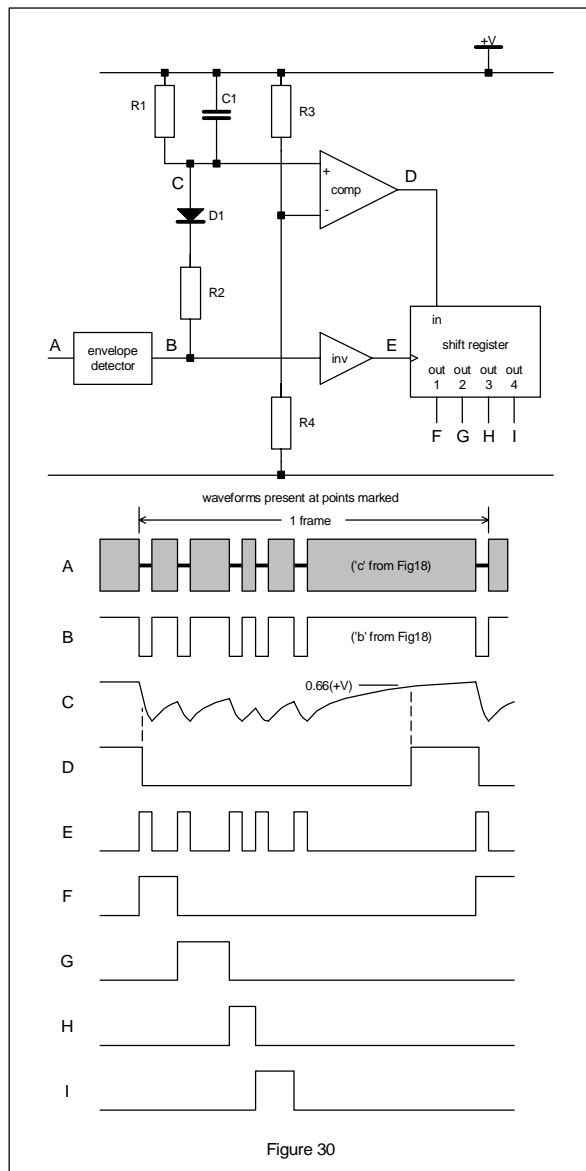 +V
R1
C1
R3
C
D
+
comp
-
D1
R2
in
A
envelope
detector
B
inv
E
shift register
out out out out
1 2 3 4
R4
F G H I
waveforms present at points marked
1 frame
A
('c' from Fig18)
B
('b' from Fig18)
C
0.66(+V)
D
E
F
G
H
I
Figure 30